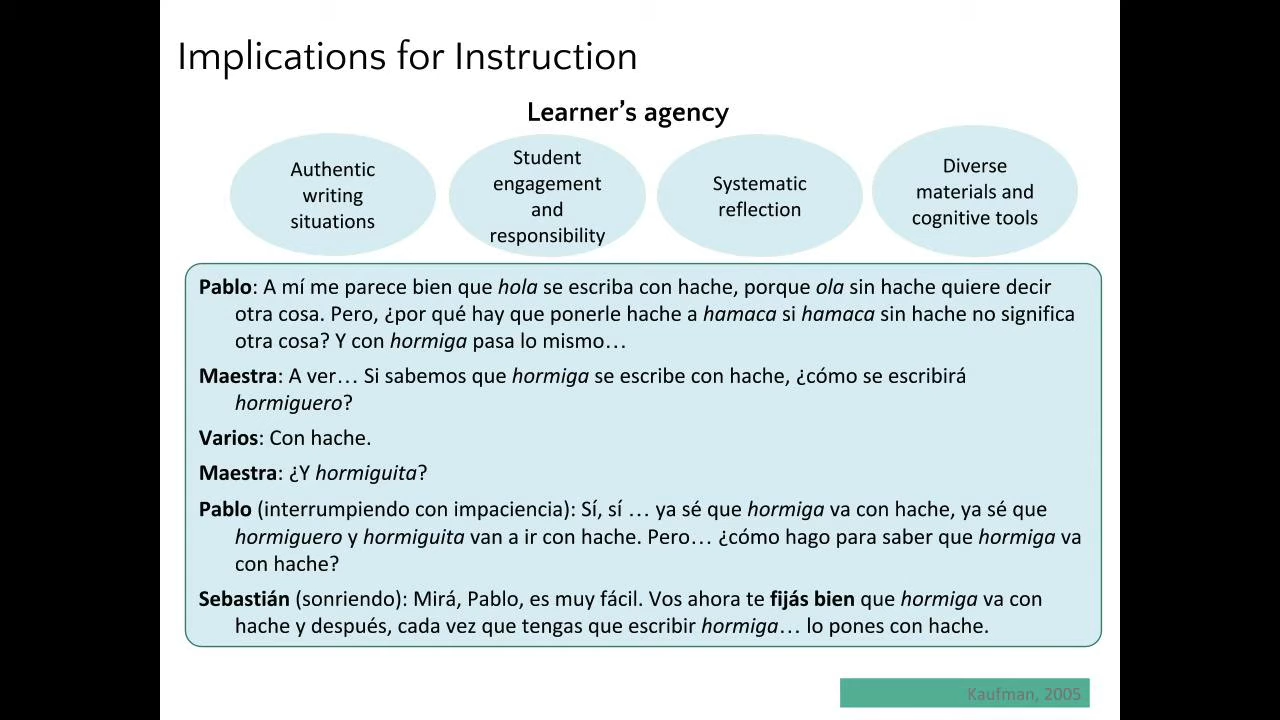 Implications for Instruction
Learner's agency
Authentic
writing
situations
Student
engagement
and
responsibility
Systematic
reflection
Diverse
materials and
cognitive tools
Pablo: A mí me parece bien que hola se escriba con hache, porque ola sin hache quiere decir
otra cosa. Pero, ¿por qué hay que ponerle hache a hamaca si hamaca sin hache no significa
otra cosa? Y con hormiga pasa lo mismo…
Maestra: A ver… Si sabemos que hormiga se escribe con hache, ¿cómo se escribirá
hormiguero?
Varios: Con hache.
Maestra: ¿Y hormiguita?
Pablo (interrumpiendo con impaciencia): Sí, sí … ya sé que hormiga va con hache, ya sé que
hormiguero y hormiguita van a ir con hache. Pero… ¿cómo hago para saber que hormiga va
con hache?
Sebastián (sonriendo): Mirá, Pablo, es muy fácil. Vos ahora te fijás bien que hormiga va con
hache y después, cada vez que tengas que escribir hormiga… lo pones con hache.
Kaufman, 2005